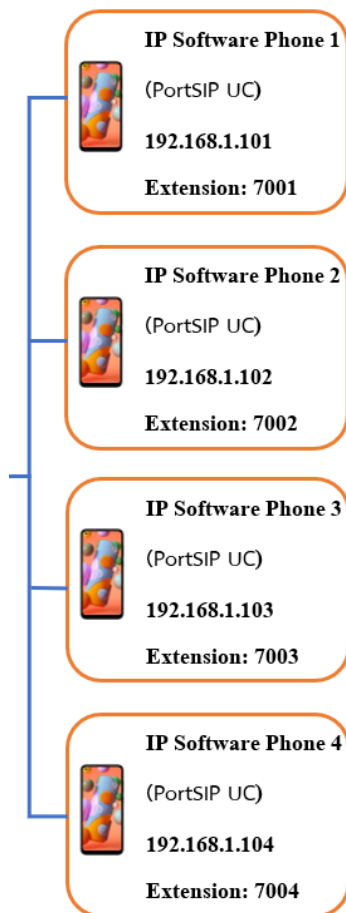 IP Software Phone 1
(PortSIP UC)
192.168.1.101
Extension: 7001
IP Software Phone 2
(PortSIP UC)
192.168.1.102
Extension: 7002
IP Software Phone 3
(PortSIP UC)
192.168.1.103
Extension: 7003
IP Software Phone 4
(PortSIP UC)
192.168.1.104
Extension: 7004